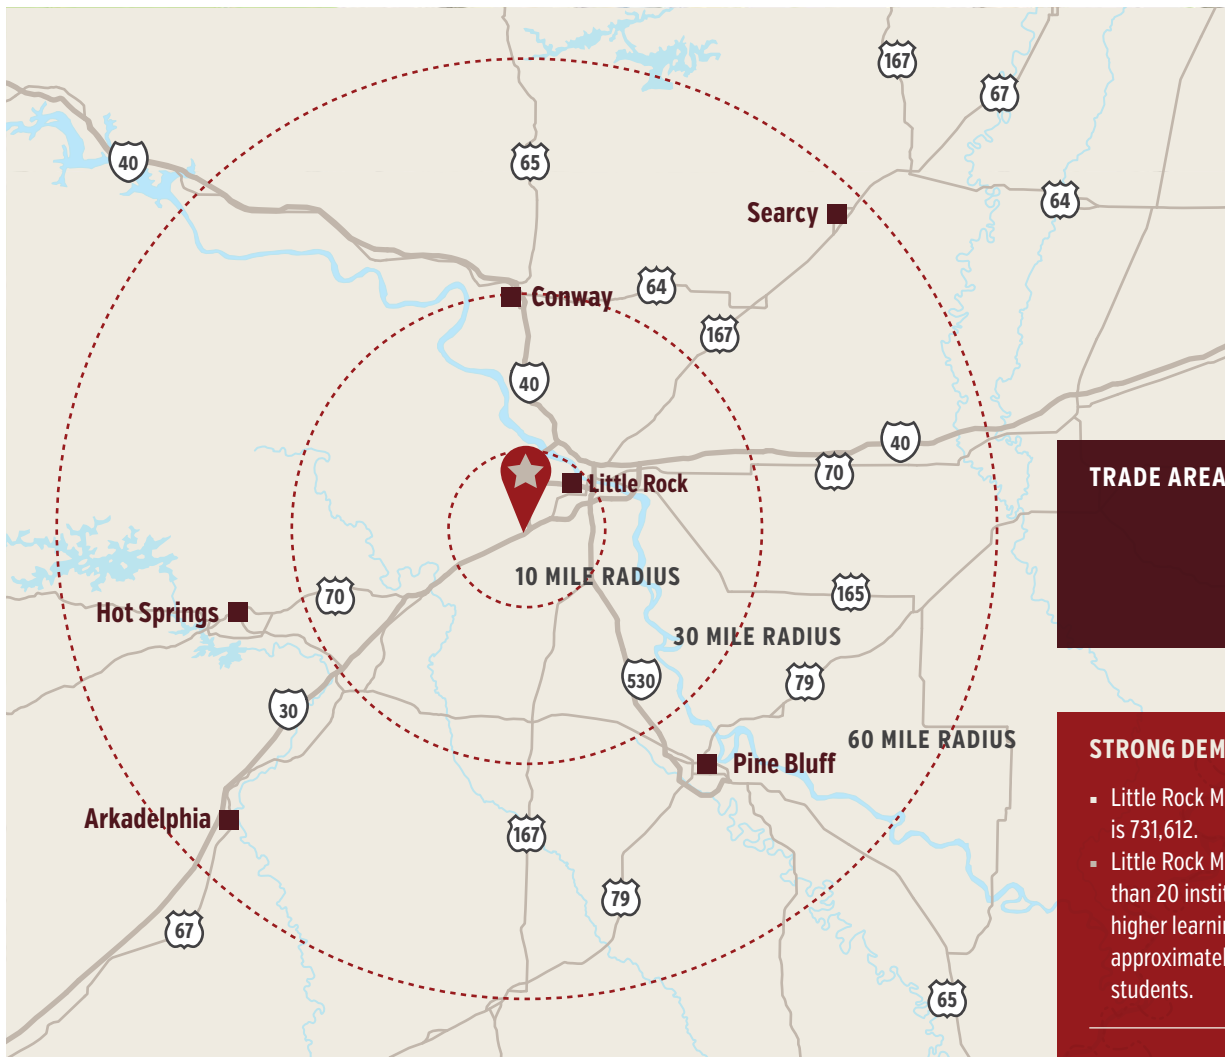 167
67
40
65
64
Searcy
64
Conway
167
40
40
70
TRADE AREA
Little Rock
10 MILE RADIUS
70
165
Hot Springs
30 MILE RADIUS
530
79
30
60 MILE RADIUS
Pine Bluff
Arkadelphia
167
79
67
65
STRONG DEM
▪ Little Rock M
is 731,612.
▪ Little Rock M
than 20 instit
higher learnin
approximatel
students.